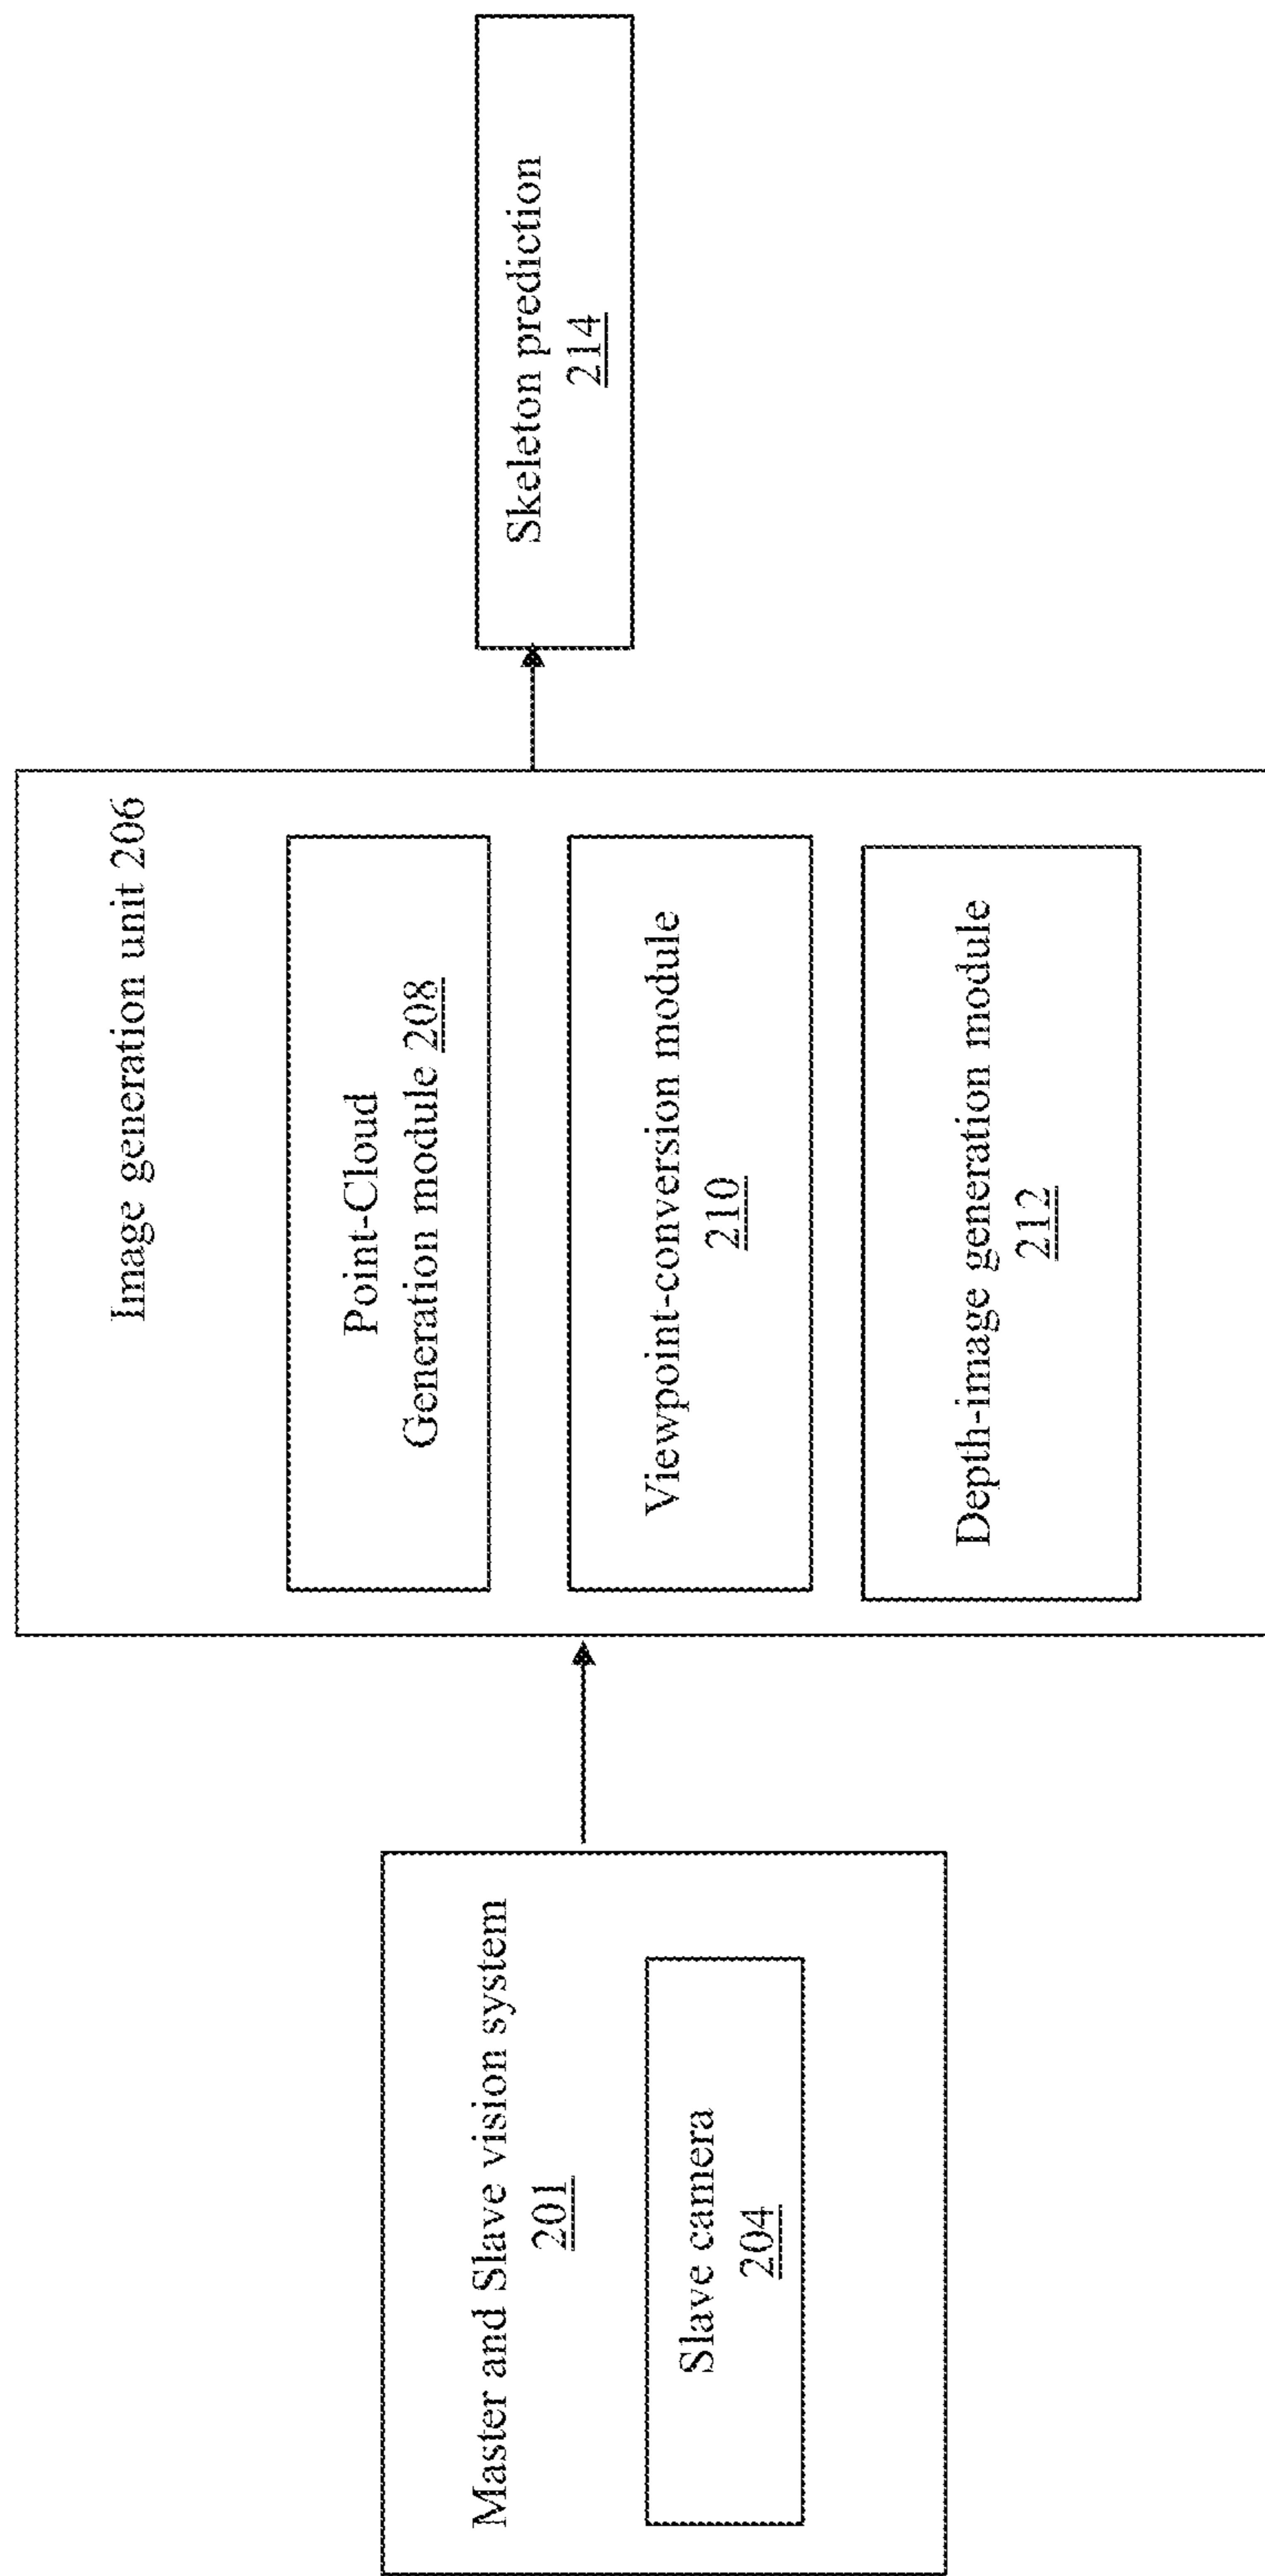 Master and Slave vision system
201
Slave camera
204
Image generation unit 206
Point-Cloud
Generation module 208
Viewpoint-conversion module
210
Depth-image generation module
212
Skeleton prediction
214